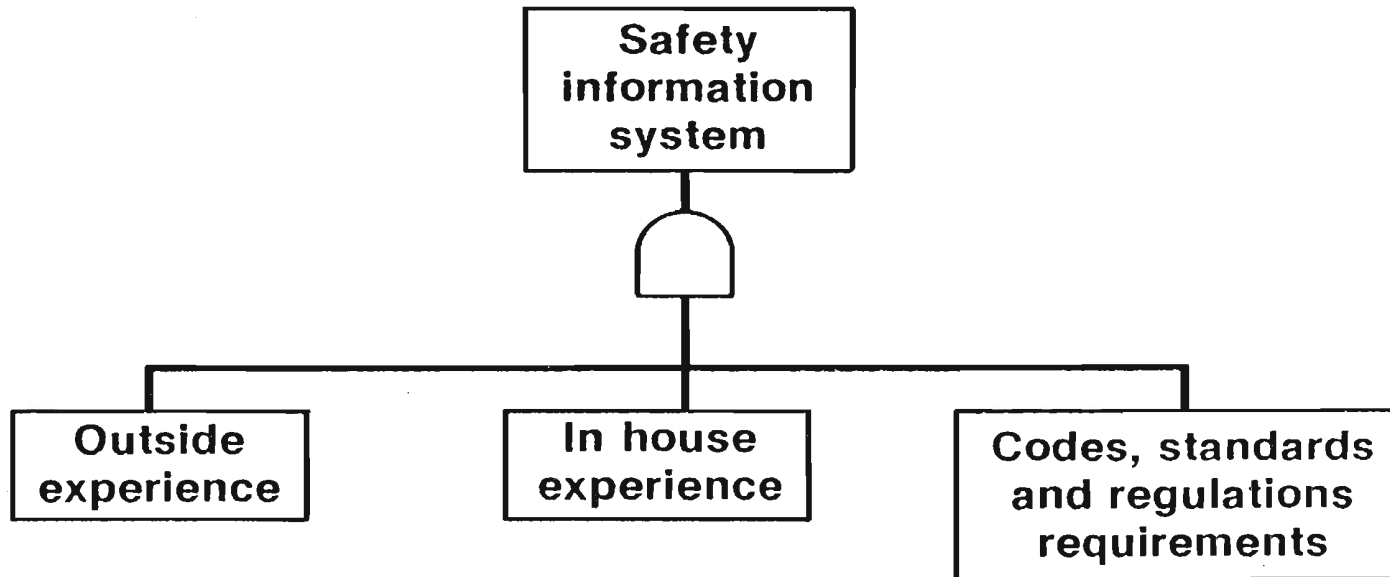 Safety
information
system
Outside
experience
In house
experience
Codes, standards
and regulations
requirements